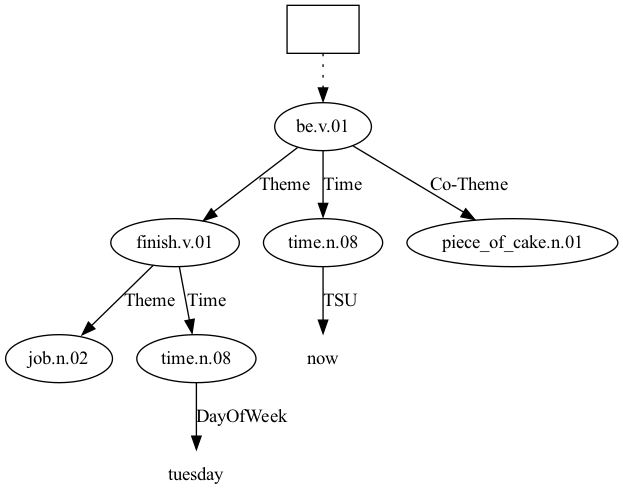 be.v.01
Theme
Time
Co-Theme
finish.v.01
time.n.08
piece_of_cake.n.01
Theme
Time
TSU
job.n.02
time.n.08
now
DayOfWeek
tuesday